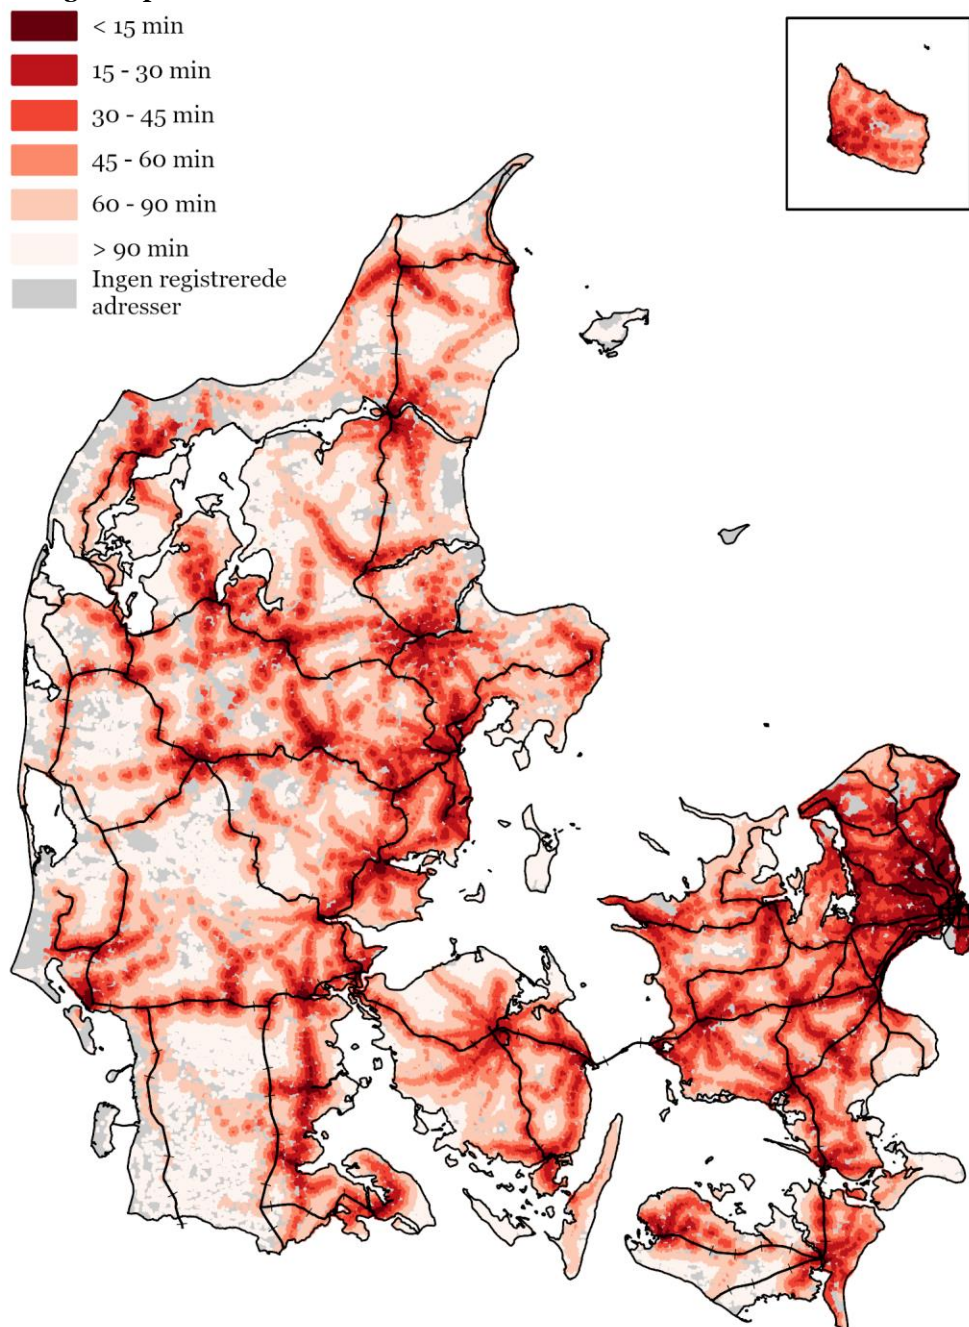 < 15 min
15 - 30 min
30 - 45 min
45 - 60 min
60 - 90 min
> 90 min
Ingen registrerede
adresser